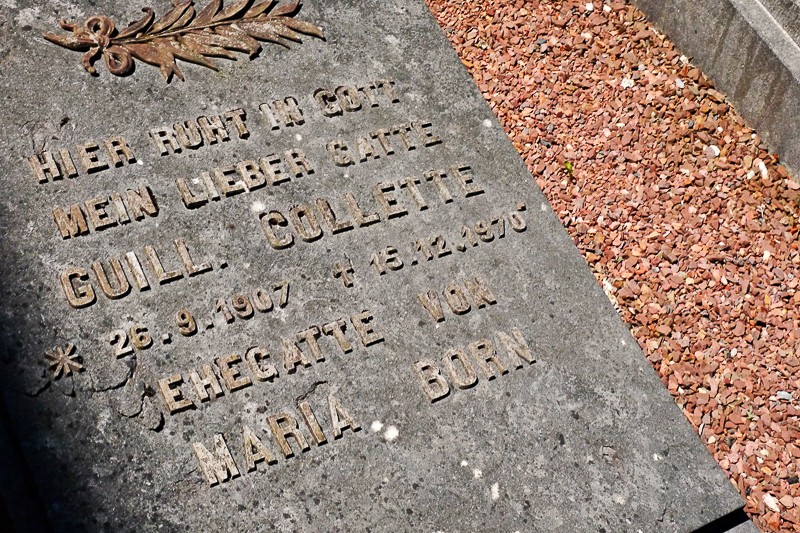 HIER RUHT IN GOTT
MEIN LIEBER GATTE
GUILL. COLLETTE
* 26.9.1907 † 15.12.1970
EHEGATTE VON
MARIA BORN